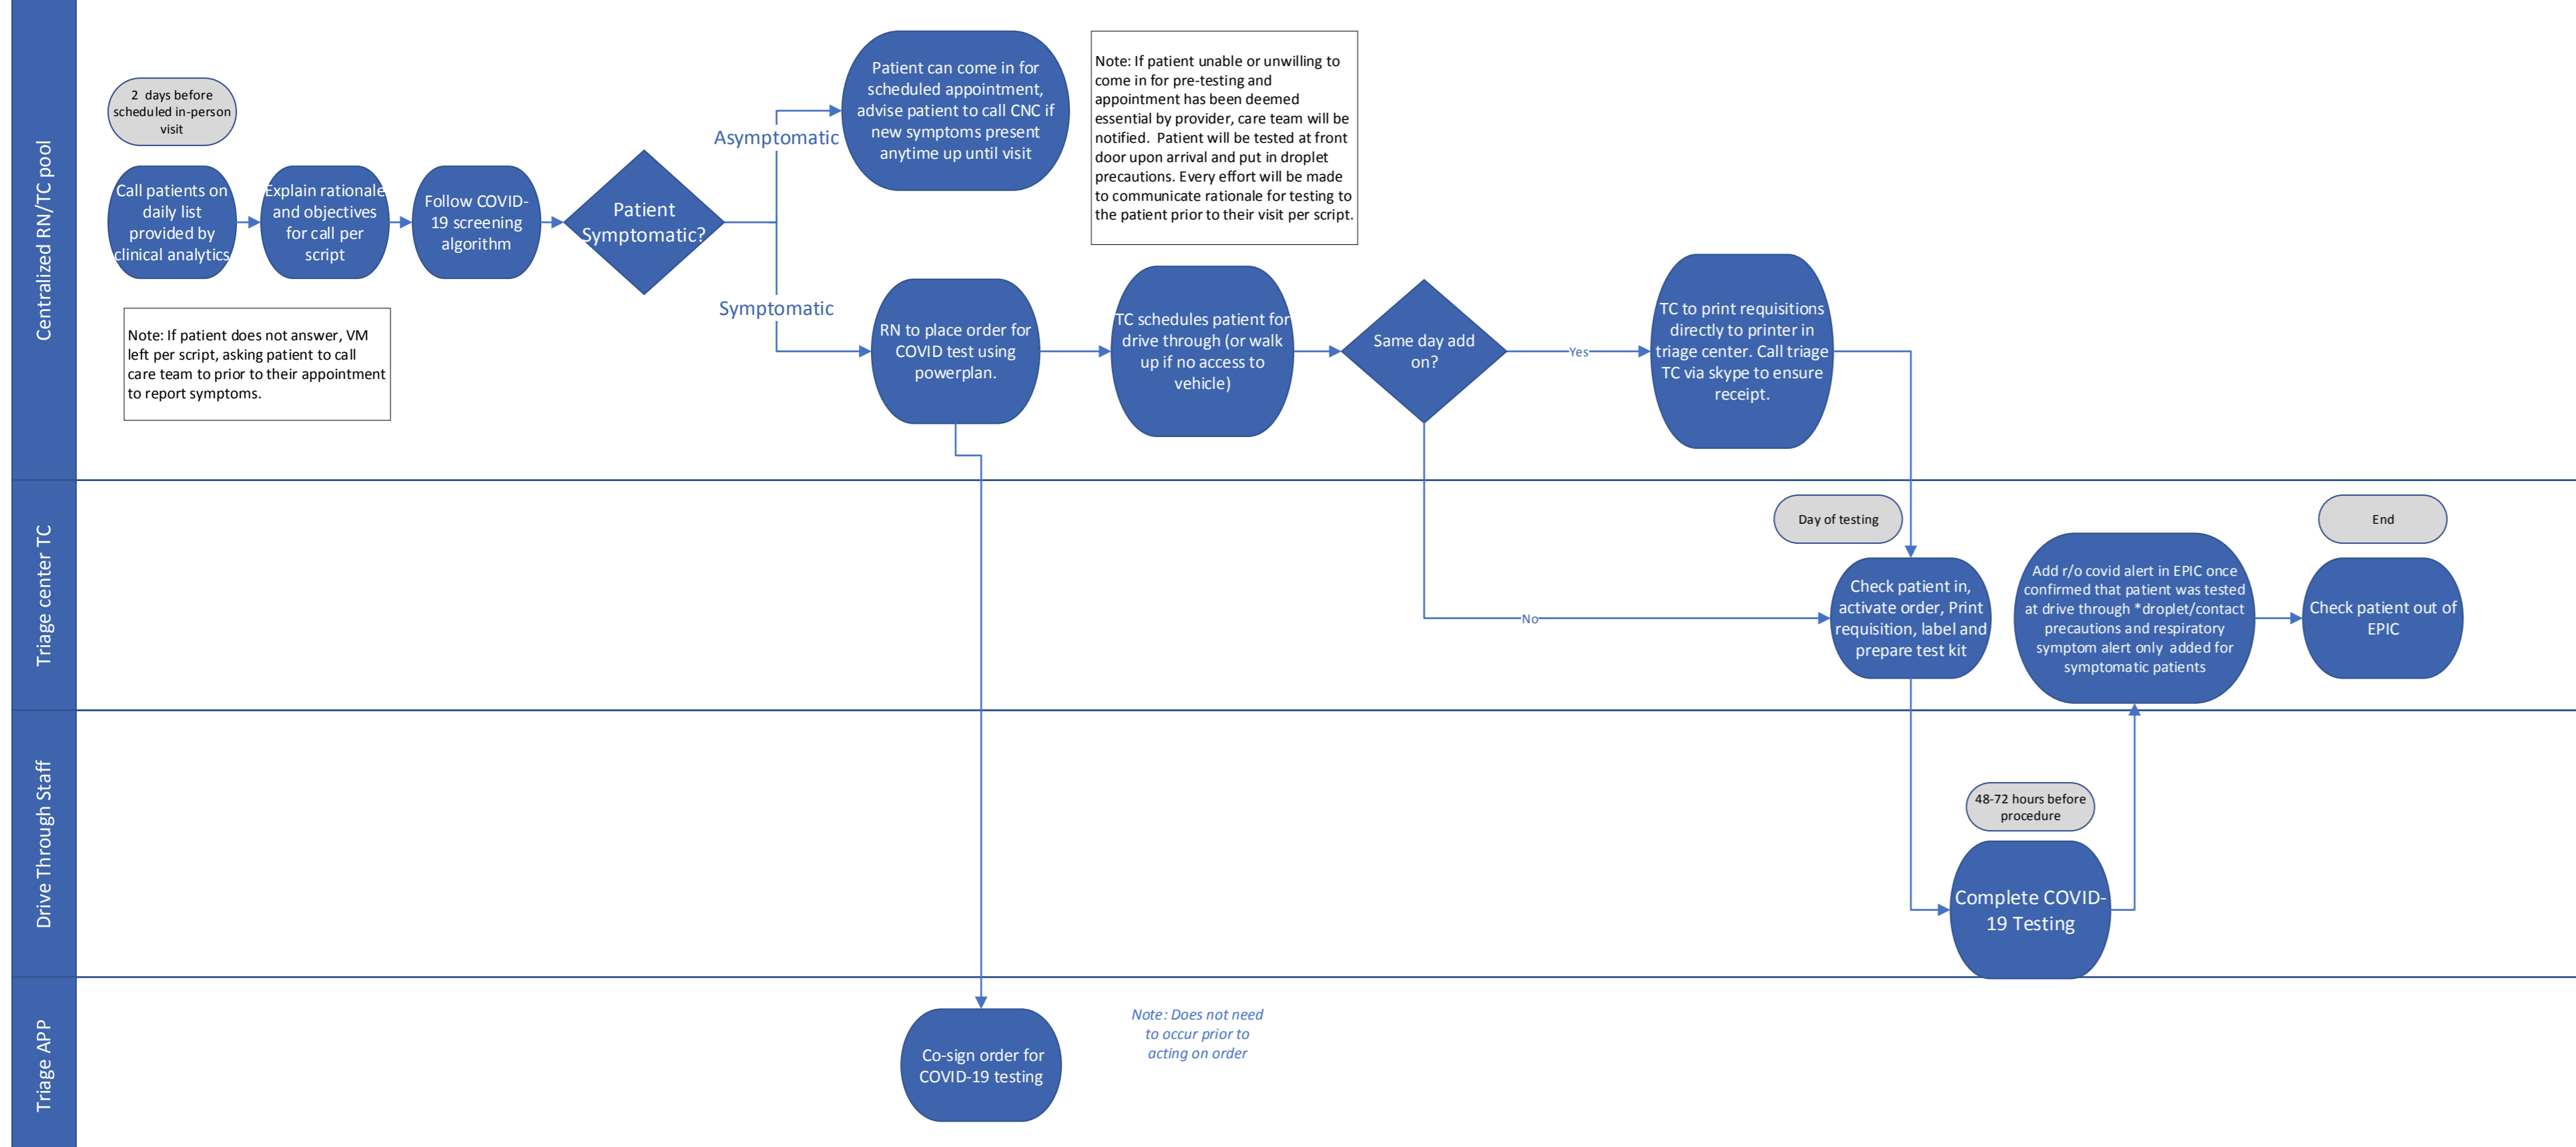 Centralized RN/TC pool
2 days before
scheduled in-person
visit
Call patients on
daily list
provided by
clinical analytics
Explain rationale
and objectives
for call per
script
Follow COVID-
19 screening
algorithm
Patient
Symptomatic?
Asymptomatic
Symptomatic
Patient can come in for
scheduled appointment,
advise patient to call CNC if
new symptoms present
anytime up until visit
Note: If patient unable or unwilling to
come in for pre-testing and
appointment has been deemed
essential by provider, care team will be
notified. Patient will be tested at front
door upon arrival and put in droplet
precautions. Every effort will be made
to communicate rationale for testing to
the patient prior to their visit per script.
Note: If patient does not answer, VM
left per script, asking patient to call
care team to prior to their appointment
to report symptoms.
RN to place order for
COVID test using
powerplan.
TC schedules patient for
drive through (or walk
up if no access to
vehicle)
Same day add
on?
Yes
TC to print requisitions
directly to printer in
triage center. Call triage
TC via skype to ensure
receipt.
Triage center TC
Day of testing
End
No
Check patient in,
activate order, Print
requisition, label and
prepare test kit
Add r/o covid alert in EPIC once
confirmed that patient was tested
at drive through *droplet/contact
precautions and respiratory
symptom alert only added for
symptomatic patients
Check patient out of
EPIC
Drive Through Staff
48-72 hours before
procedure
Complete COVID-
19 Testing
Triage APP
Co-sign order for
COVID-19 testing
Note: Does not need
to occur prior to
acting on order